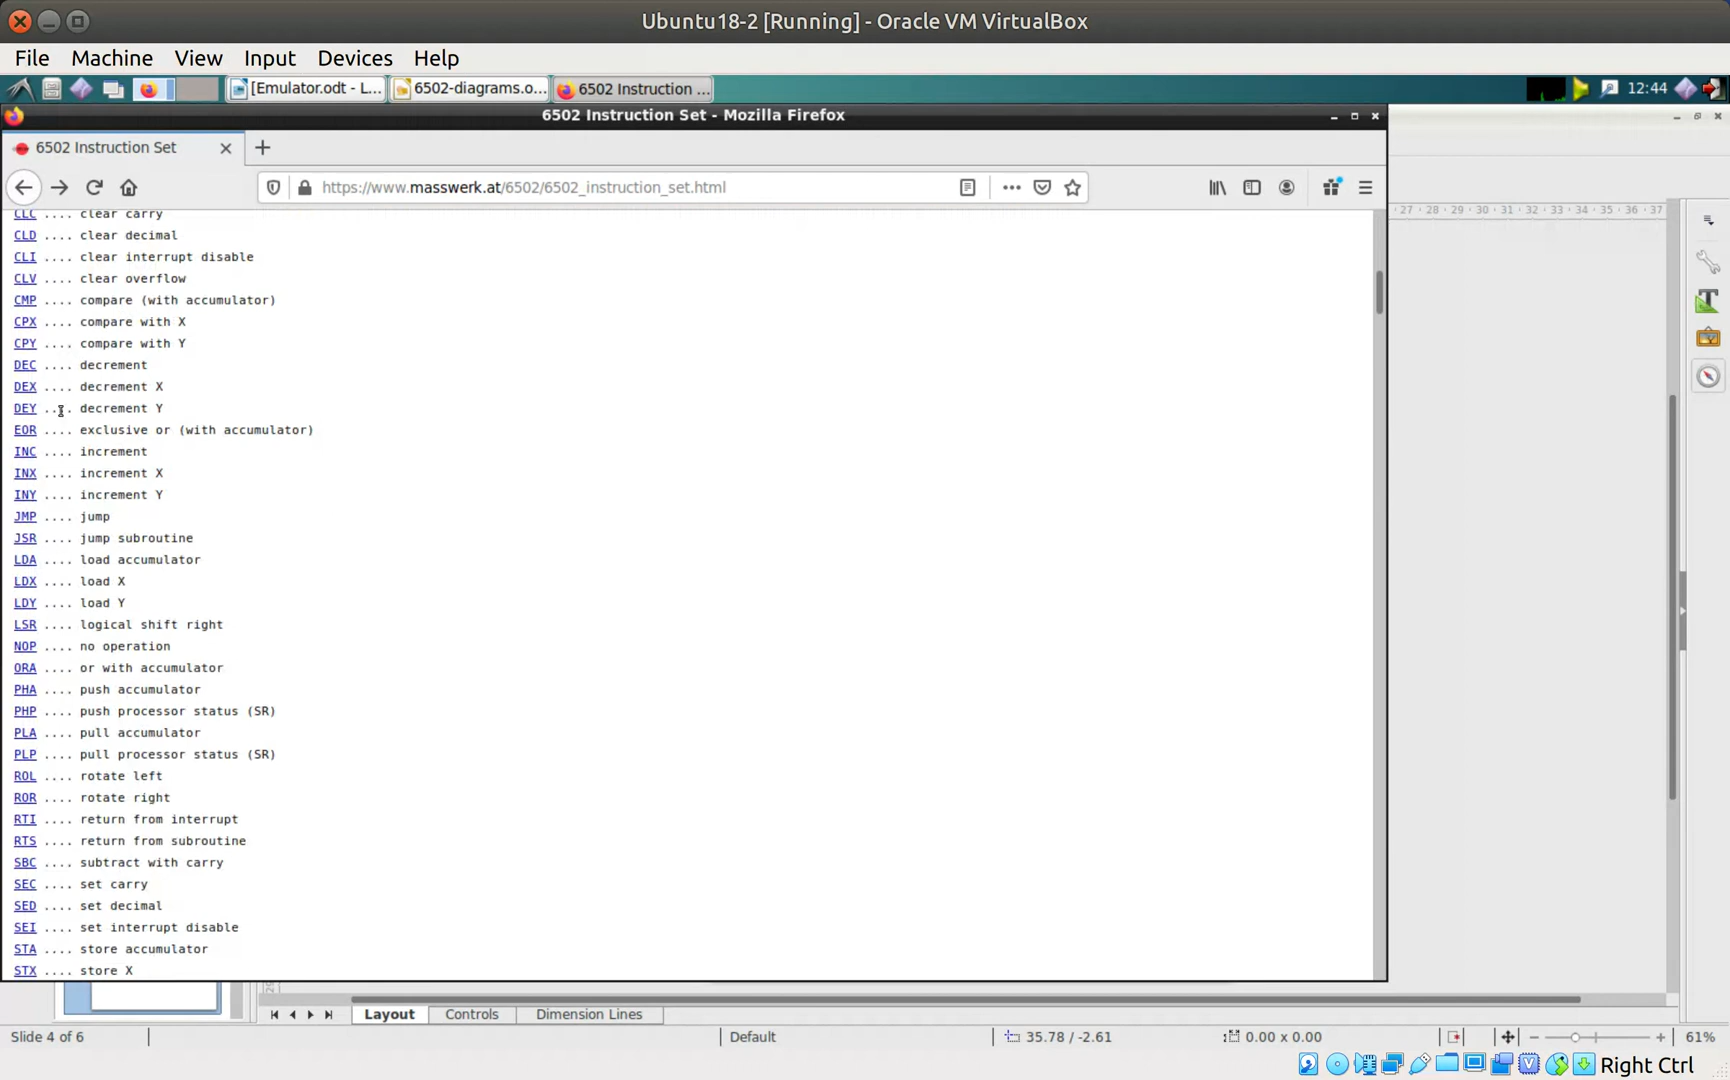 Ubuntu18-2 [Running] - Oracle VM VirtualBox
File Machine View Input Devices Help
[Emulator.odt - L... 6502-diagrams.o... 6502 Instruction ... 12:44
6502 Instruction Set - Mozilla Firefox
6502 Instruction Set
https://www.masswerk.at/6502/6502_instruction_set.html
CLC .... clear carry
27 28 29 30 31 32 33 34 35 36 37
CLD .... clear decimal
CLI .... clear interrupt disable
CLV .... clear overflow
CMP .... compare (with accumulator)
CPX .... compare with X
CPY .... compare with Y
DEC .... decrement
DEX .... decrement X
DEY .... decrement Y
EOR .... exclusive or (with accumulator)
INC .... increment
INX .... increment X
INY .... increment Y
JMP .... jump
JSR .... jump subroutine
LDA .... load accumulator
LDX .... load X
LDY .... load Y
LSR .... logical shift right
NOP .... no operation
ORA .... or with accumulator
PHA .... push accumulator
PHP .... push processor status (SR)
PLA .... pull accumulator
PLP .... pull processor status (SR)
ROL .... rotate left
ROR .... rotate right
RTI .... return from interrupt
RTS .... return from subroutine
SBC .... subtract with carry
SEC .... set carry
SED .... set decimal
SEI .... set interrupt disable
STA .... store accumulator
STX .... store X
Layout Controls Dimension Lines
Slide 4 of 6 Default 35.78 / -2.61 0.00 x 0.00 61%
Right Ctrl